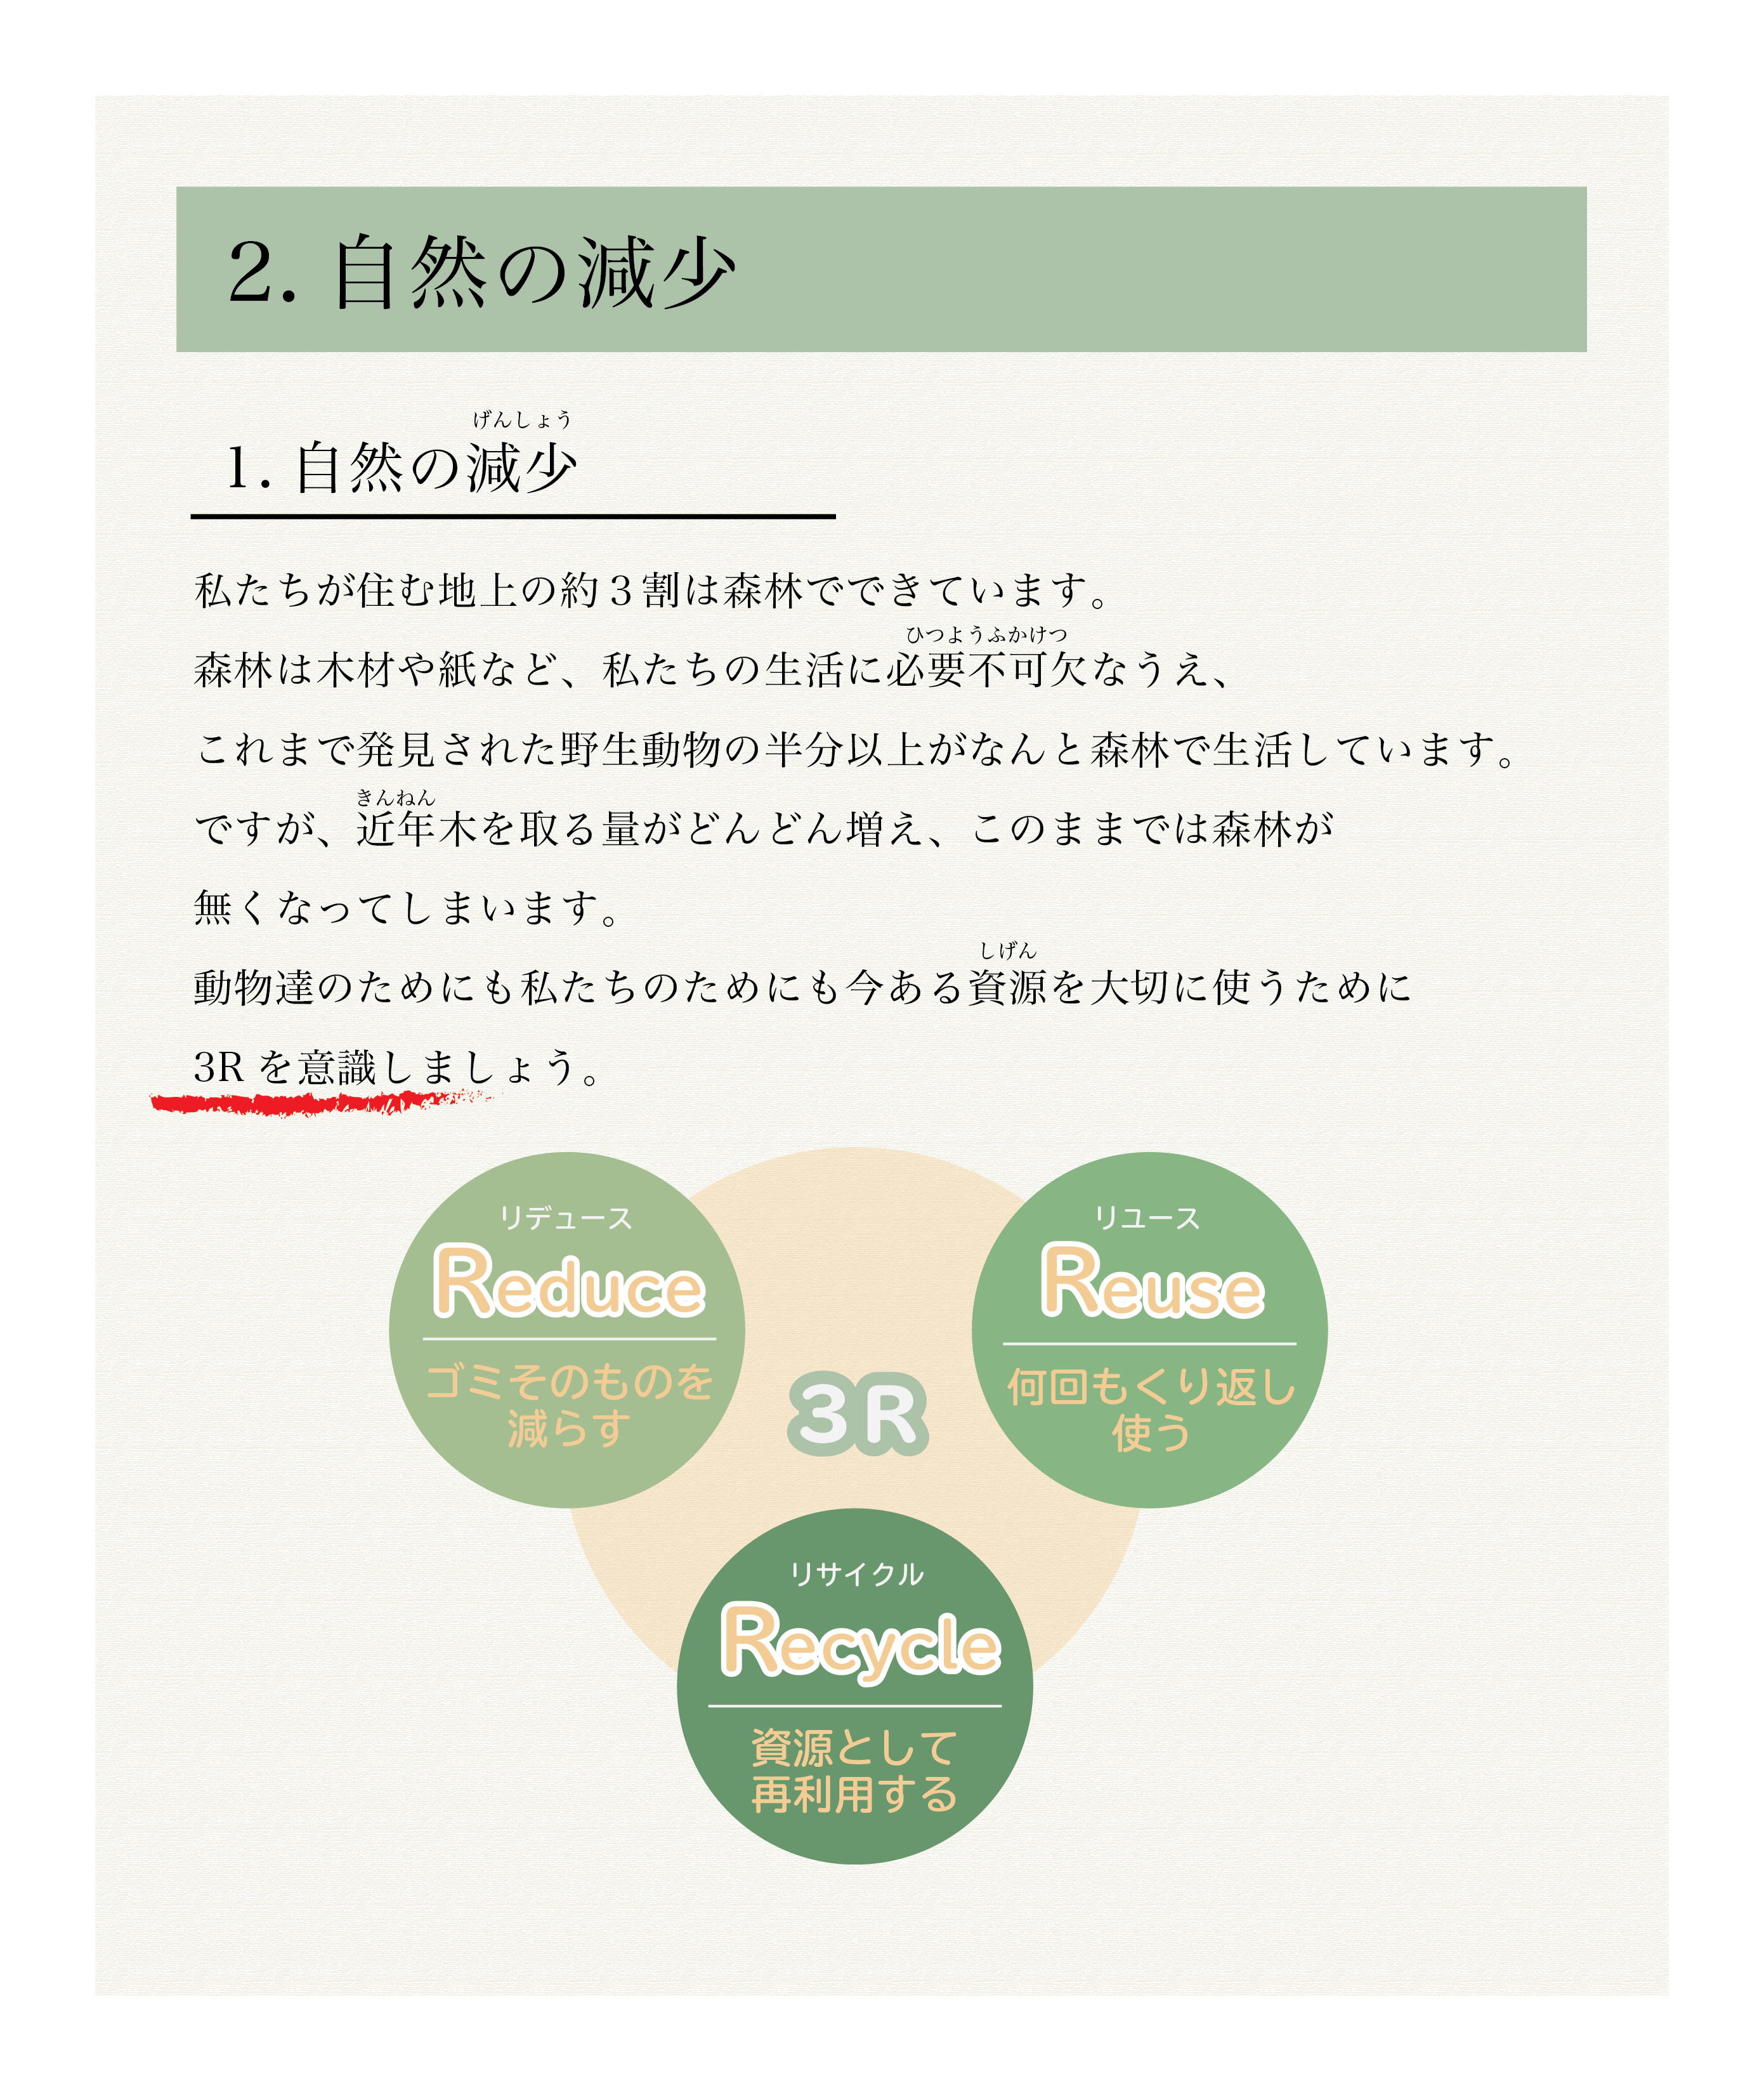 2. 自然の減少
げんしょう
1. 自然の減少
私たちが住む地上の約３割は森林でできています。
ひつようふかけつ
森林は木材や紙など、私たちの生活に必要不可欠なうえ、
これまで発見された野生動物の半分以上がなんと森林で生活しています。
きんねん
ですが、近年木を取る量がどんどん増え、このままでは森林が
無くなってしまいます。
しげん
動物達のためにも私たちのためにも今ある資源を大切に使うために
3R を意識しましょう。
リデュース
Reduce
ゴミそのものを
減らす
リユース
Reuse
何回もくり返し
使う
3R
リサイクル
Recycle
資源として
再利用する